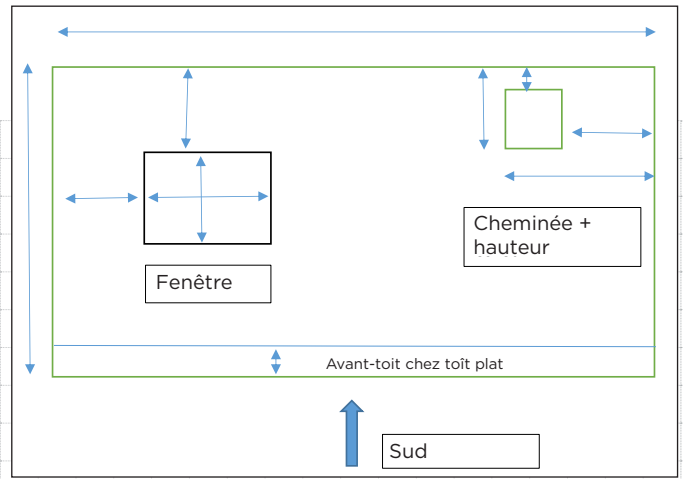 Cheminée +
hauteur
Fenêtre
Avant-toit chez toît plat
Sud